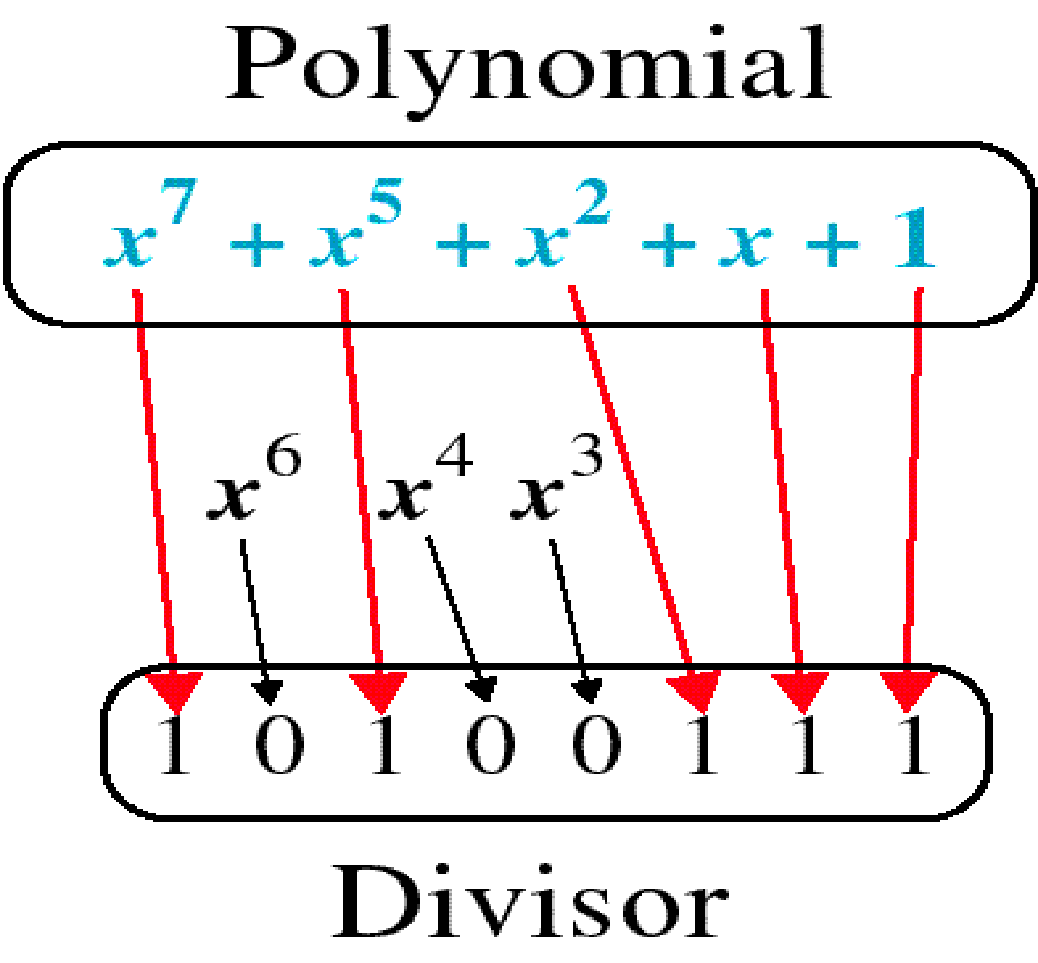 Polynomial
x⁷ + x⁵ + x² + x + 1
x⁶ x⁴ x³
1 0 1 0 0 1 1 1
Divisor